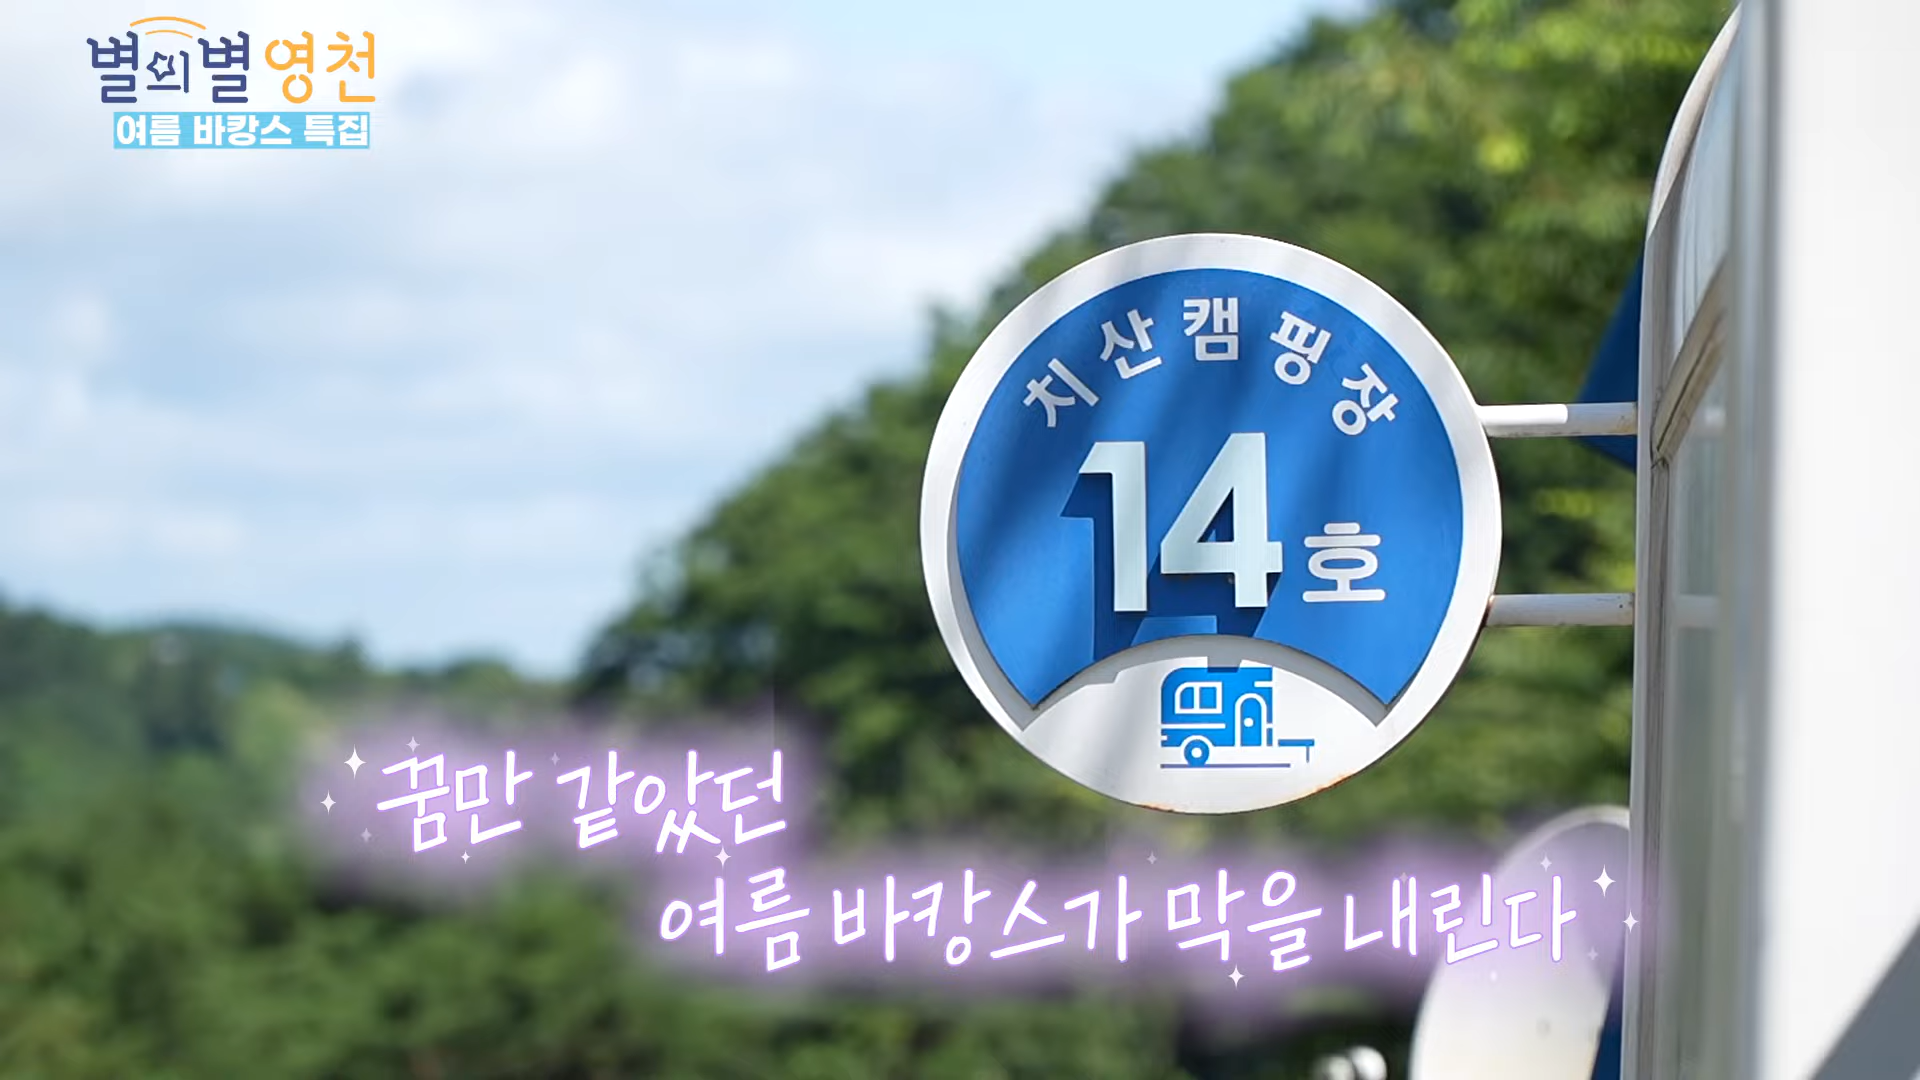 별의별 영천
여름 바캉스 특집
치산캠핑장
14호
꿈만 같았던
여름 바캉스가 막을 내린다